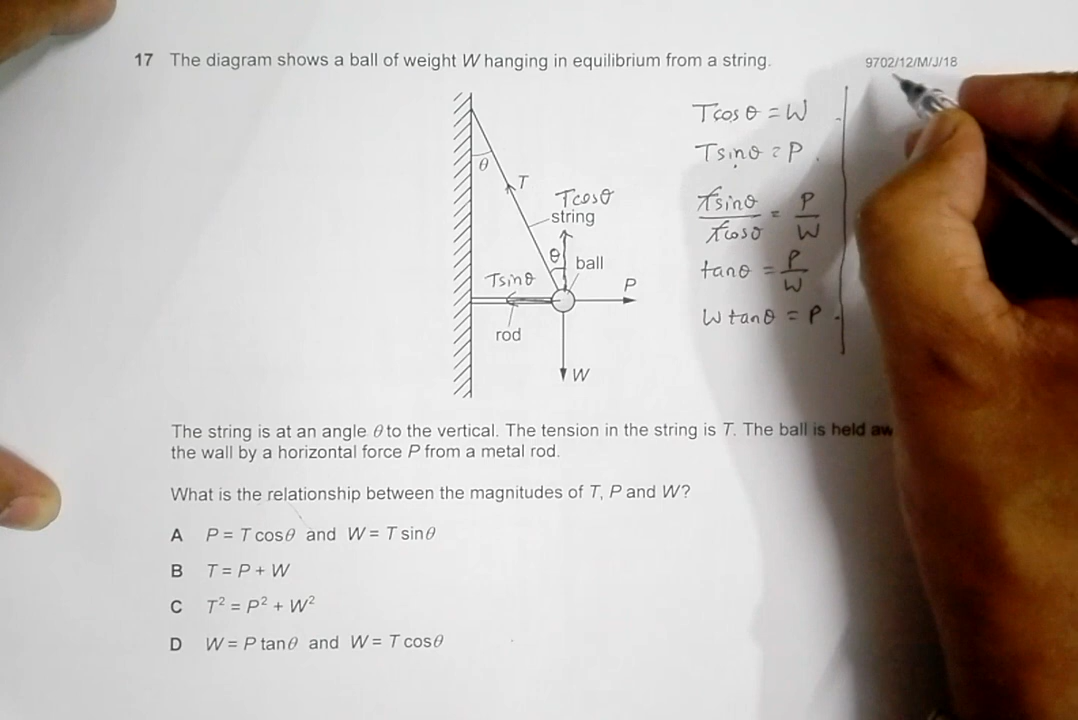 17 The diagram shows a ball of weight W hanging in equilibrium from a string.
9702/12/M/J/18
θ
T
Tcosθ
string
θ
ball
Tsinθ
P
rod
W
Tcosθ = W
Tsinθ = P.
Tsinθ/Tcosθ = P/W
tanθ = P/W
Wtanθ = P.
The string is at an angle θ to the vertical. The tension in the string is T. The ball is held
the wall by a horizontal force P from a metal rod.
What is the relationship between the magnitudes of T, P and W?
A P = T cosθ and W = T sinθ
B T = P + W
C T² = P² + W²
D W = P tanθ and W = T cosθ